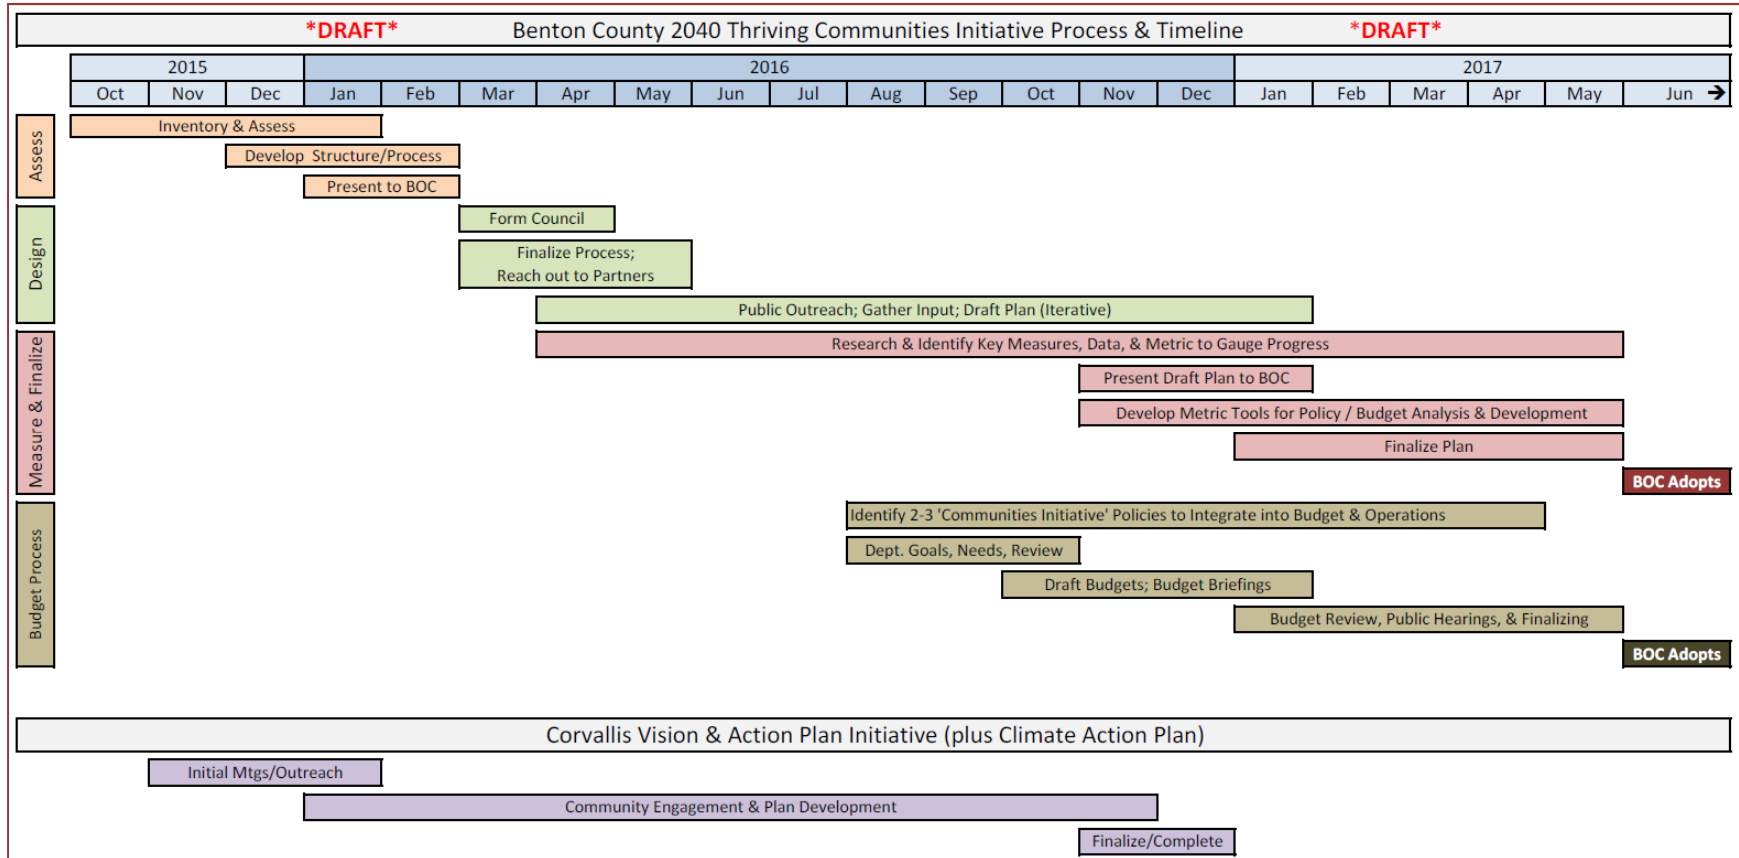 *DRAFT* Benton County 2040 Thriving Communities Initiative Process & Timeline *DRAFT*
2015 2016 2017
Oct Nov Dec Jan Feb Mar Apr May Jun Jul Aug Sep Oct Nov Dec Jan Feb Mar Apr May Jun ➔
Assess
Inventory & Assess
Develop Structure/Process
Present to BOC
Design
Form Council
Finalize Process;
Reach out to Partners
Public Outreach; Gather Input; Draft Plan (Iterative)
Measure & Finalize
Research & Identify Key Measures, Data, & Metric to Gauge Progress
Present Draft Plan to BOC
Develop Metric Tools for Policy / Budget Analysis & Development
Finalize Plan
BOC Adopts
Budget Process
Identify 2-3 'Communities Initiative' Policies to Integrate into Budget & Operations
Dept. Goals, Needs, Review
Draft Budgets; Budget Briefings
Budget Review, Public Hearings, & Finalizing
BOC Adopts
Corvallis Vision & Action Plan Initiative (plus Climate Action Plan)
Initial Mtgs/Outreach
Community Engagement & Plan Development
Finalize/Complete